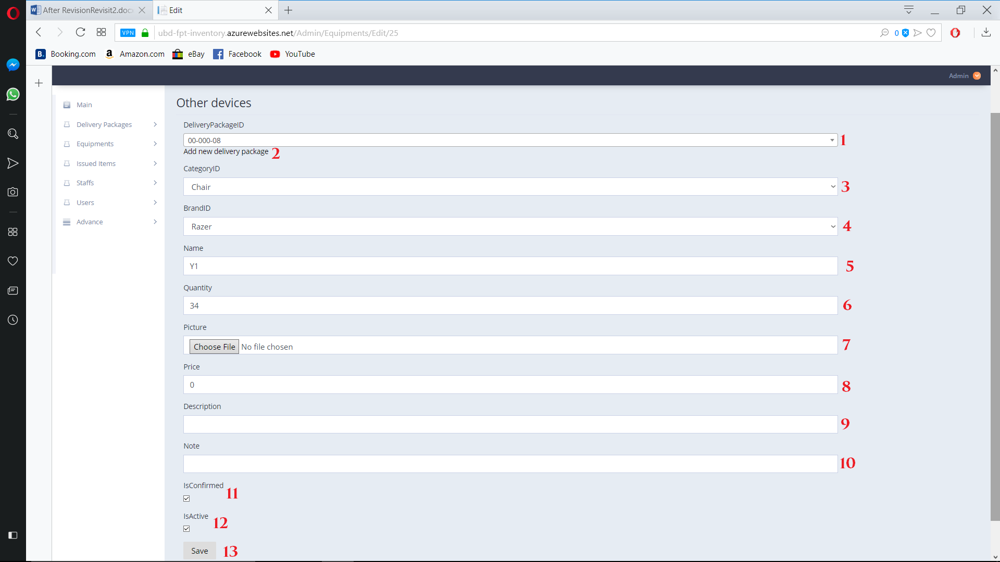 After RevisionRevisit2.docx
Edit
VPN
ubd-fpt-inventory.azurewebsites.net/Admin/Equipments/Edit/25
0
B. Booking.com
a Amazon.com
eBay
Facebook
YouTube
Admin
Main
Delivery Packages
Equipments
Issued Items
Staffs
Users
Advance
Other devices
DeliveryPackageID
00-000-08 1
Add new delivery package 2
CategoryID
Chair 3
BrandID
Razer 4
Name
Y1 5
Quantity
34 6
Picture
Choose File No file chosen 7
Price
0 8
Description
9
Note
10
IsConfirmed
11
IsActive
12
Save 13